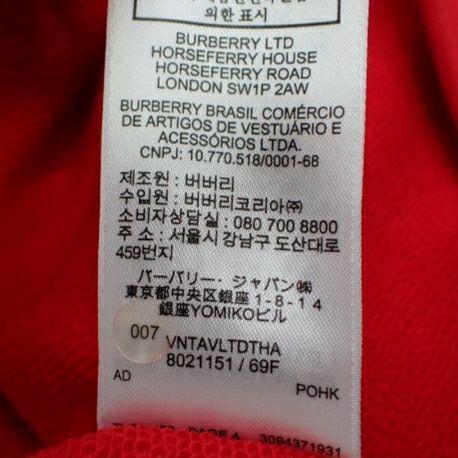 의한 표시
BURBERRY LTD
HORSEFERRY HOUSE
HORSEFERRY ROAD
LONDON SW1P 2AW
BURBERRY BRASIL COMÉRCIO
DE ARTIGOS DE VESTUÁRIO E
ACESSÓRIOS LTDA.
CNPJ: 10.770.518/0001-68
제조원 : 버버리
수입원 : 버버리코리아㈜
소비자상담실 : 080 700 8800
주 소 : 서울시 강남구 도산대로
459번지
バーバリー・ジャパン㈱
東京都中央区銀座 1-8-14
銀座YOMIKOビル
007
VNTAVLTDTHA
8021151 / 69F
AD POHK
PAGE 4 3094371931